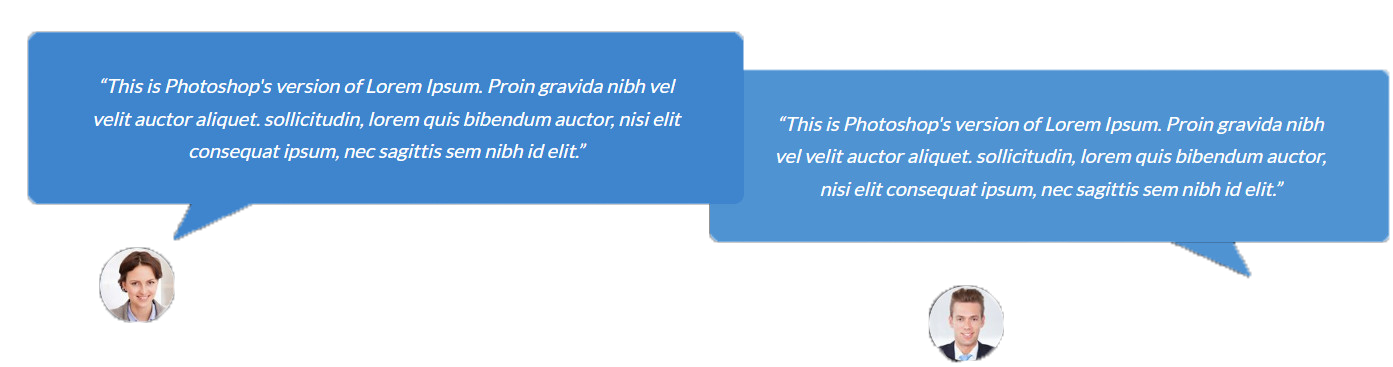 “This is Photoshop's version of Lorem Ipsum. Proin gravida nibh vel
velit auctor aliquet. sollicitudin, lorem quis bibendum auctor, nisi elit
consequat ipsum, nec sagittis sem nibh id elit.”
“This is Photoshop's version of Lorem Ipsum. Proin gravida nibh
vel velit auctor aliquet. sollicitudin, lorem quis bibendum auctor,
nisi elit consequat ipsum, nec sagittis sem nibh id elit.”